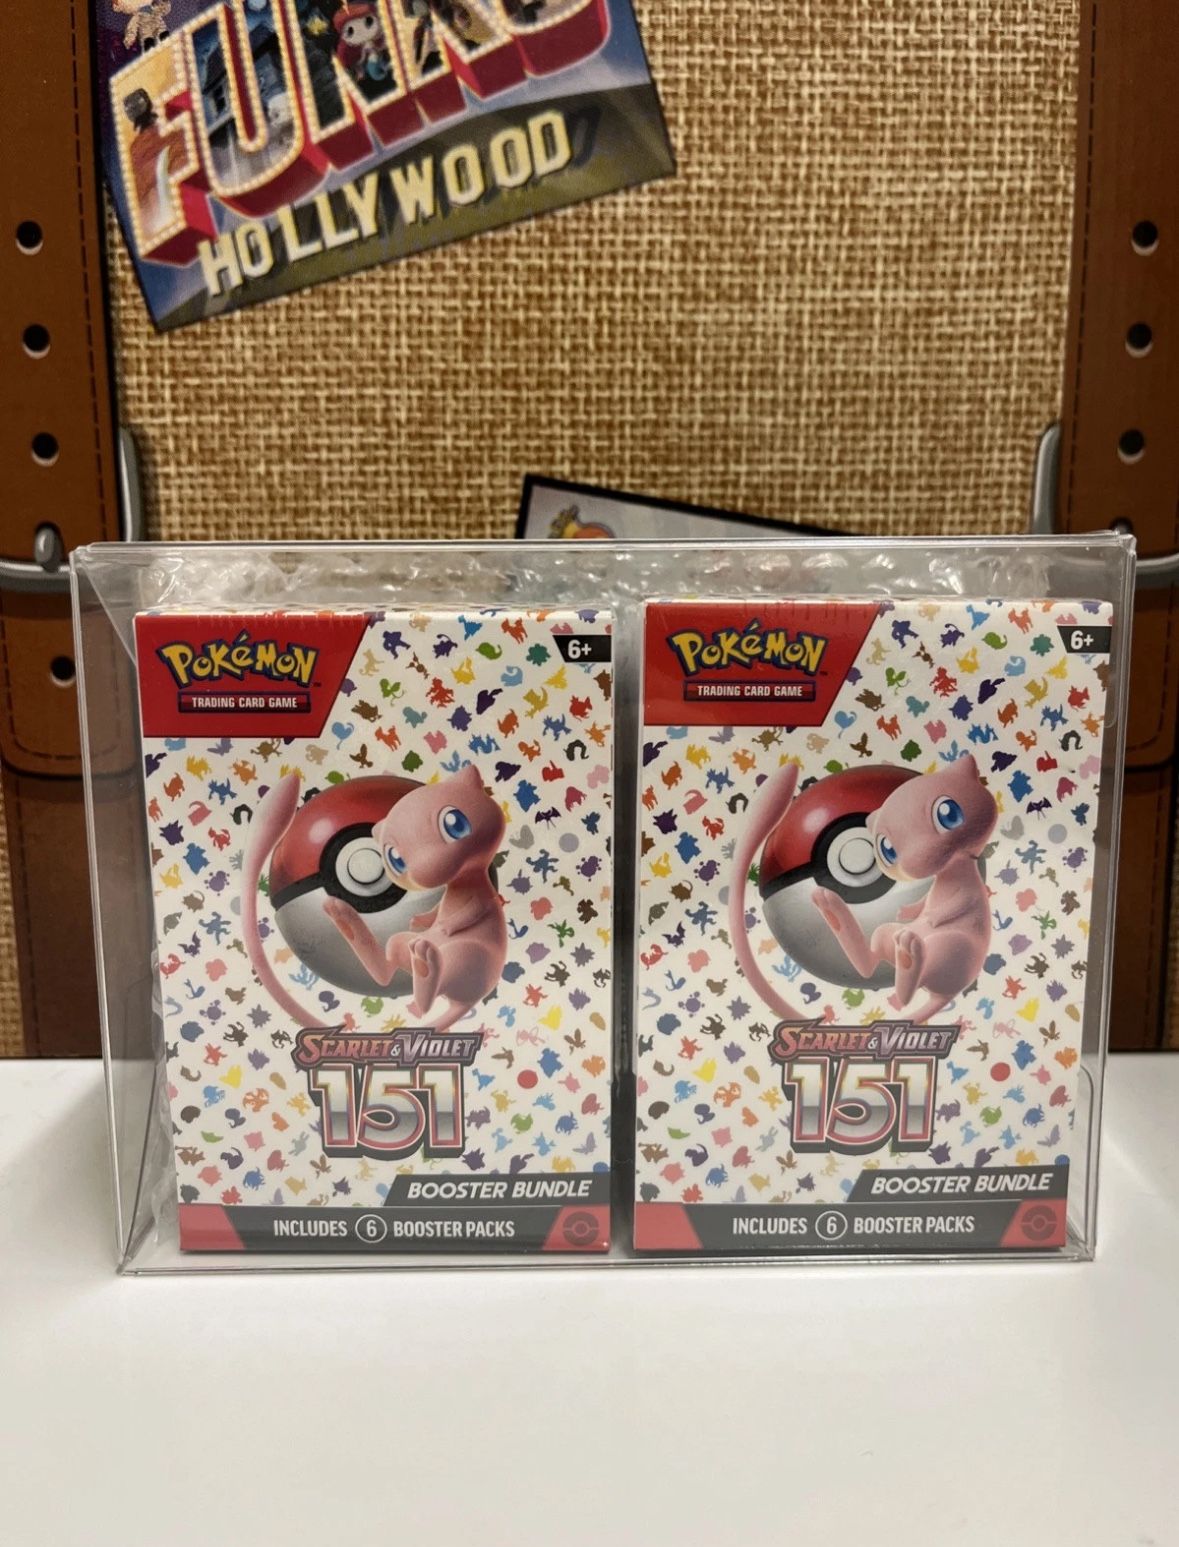 FUNKO
HOLLYWOOD
POKéMON
TRADING CARD GAME
6+
SCARLET & VIOLET
151
BOOSTER BUNDLE
INCLUDES 6 BOOSTER PACKS
POKéMON
TRADING CARD GAME
6+
SCARLET & VIOLET
151
BOOSTER BUNDLE
INCLUDES 6 BOOSTER PACKS